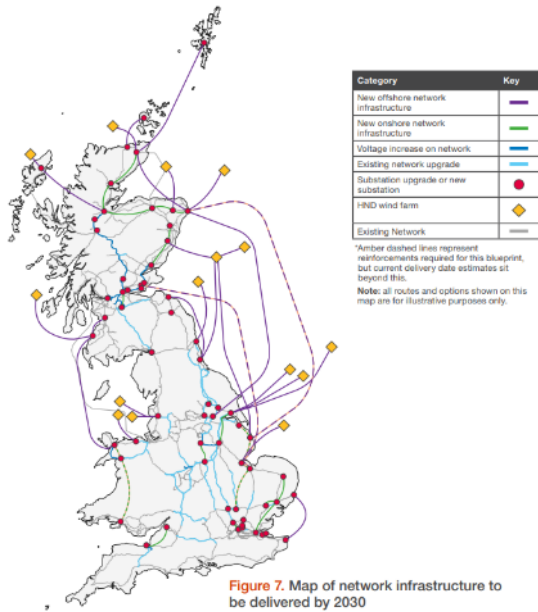 Category Key
New offshore network
infrastructure
New onshore network
infrastructure
Voltage increase on network
Existing network upgrade
Substation upgrade or new
substation
HND wind farm
Existing Network
*Amber dashed lines represent
reinforcements required for this blueprint,
but current delivery date estimates sit
beyond this.
Note: all routes and options shown on this
map are for illustrative purposes only.
Figure 7. Map of network infrastructure to
be delivered by 2030